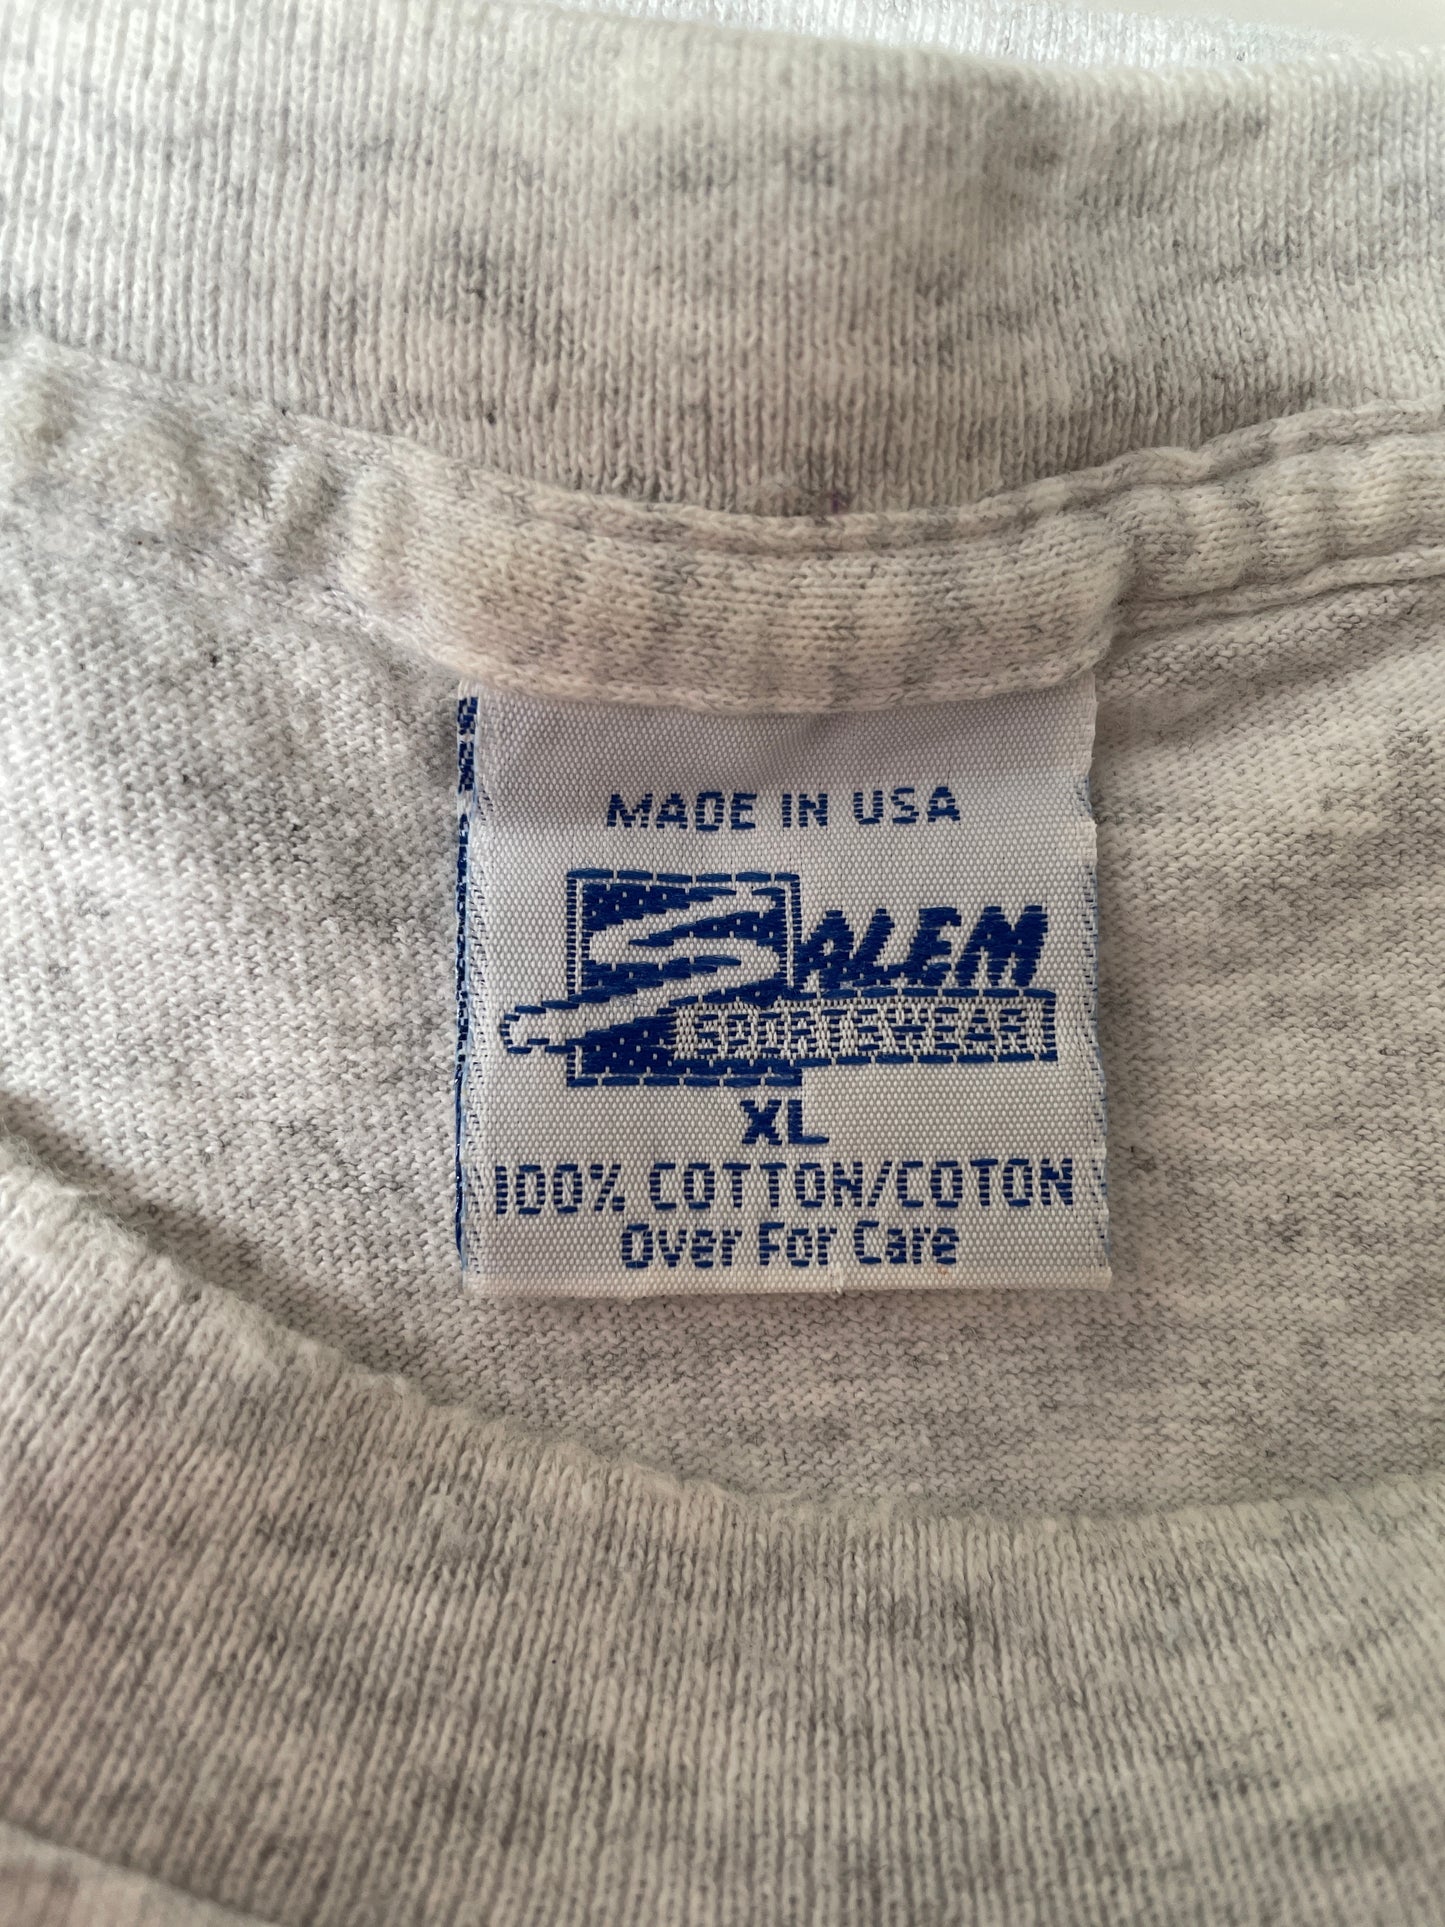 MADE IN USA
SALEM
SPORTSWEAR
XL
100% COTTON/COTON
Over For Care